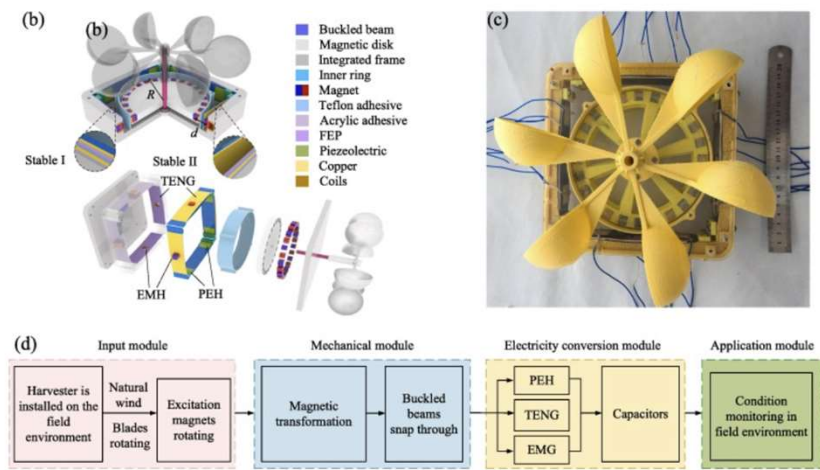 (b)
(b)
R
d
Stable I
Stable II
TENG
EMH
PEH
Buckled beam
Magnetic disk
Integrated frame
Inner ring
Magnet
Teflon adhesive
Acrylic adhesive
FEP
Piezoelectric
Copper
Coils
(c)
(d)
Input module
Harvester is
installed on the
field
environment
Natural
wind
Blades
rotating
Excitation
magnets
rotating
Mechanical module
Magnetic
transformation
Buckled
beams
snap through
Electricity conversion module
PEH
TENG
EMG
Capacitors
Application module
Condition
monitoring in
field environment